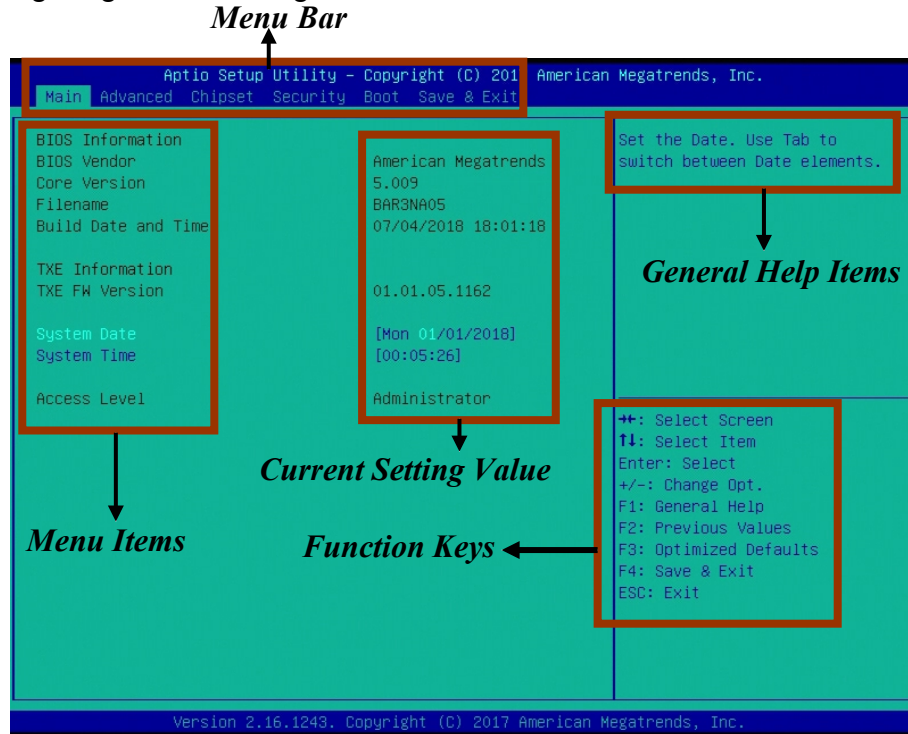 Menu Bar
Aptio Setup Utility – Copyright (C) 201 American Megatrends, Inc.
Main Advanced Chipset Security Boot Save & Exit
BIOS Information
BIOS Vendor American Megatrends
Core Version 5.009
Filename BAR3NA05
Build Date and Time 07/04/2018 18:01:18
TXE Information
TXE FW Version 01.01.05.1162
System Date [Mon 01/01/2018]
System Time [00:05:26]
Access Level Administrator
Set the Date. Use Tab to
switch between Date elements.
General Help Items
→←: Select Screen
↑↓: Select Item
Enter: Select
+/-: Change Opt.
F1: General Help
F2: Previous Values
F3: Optimized Defaults
F4: Save & Exit
ESC: Exit
Current Setting Value
Menu Items
Function Keys
Version 2.16.1243. Copyright (C) 2017 American Megatrends, Inc.